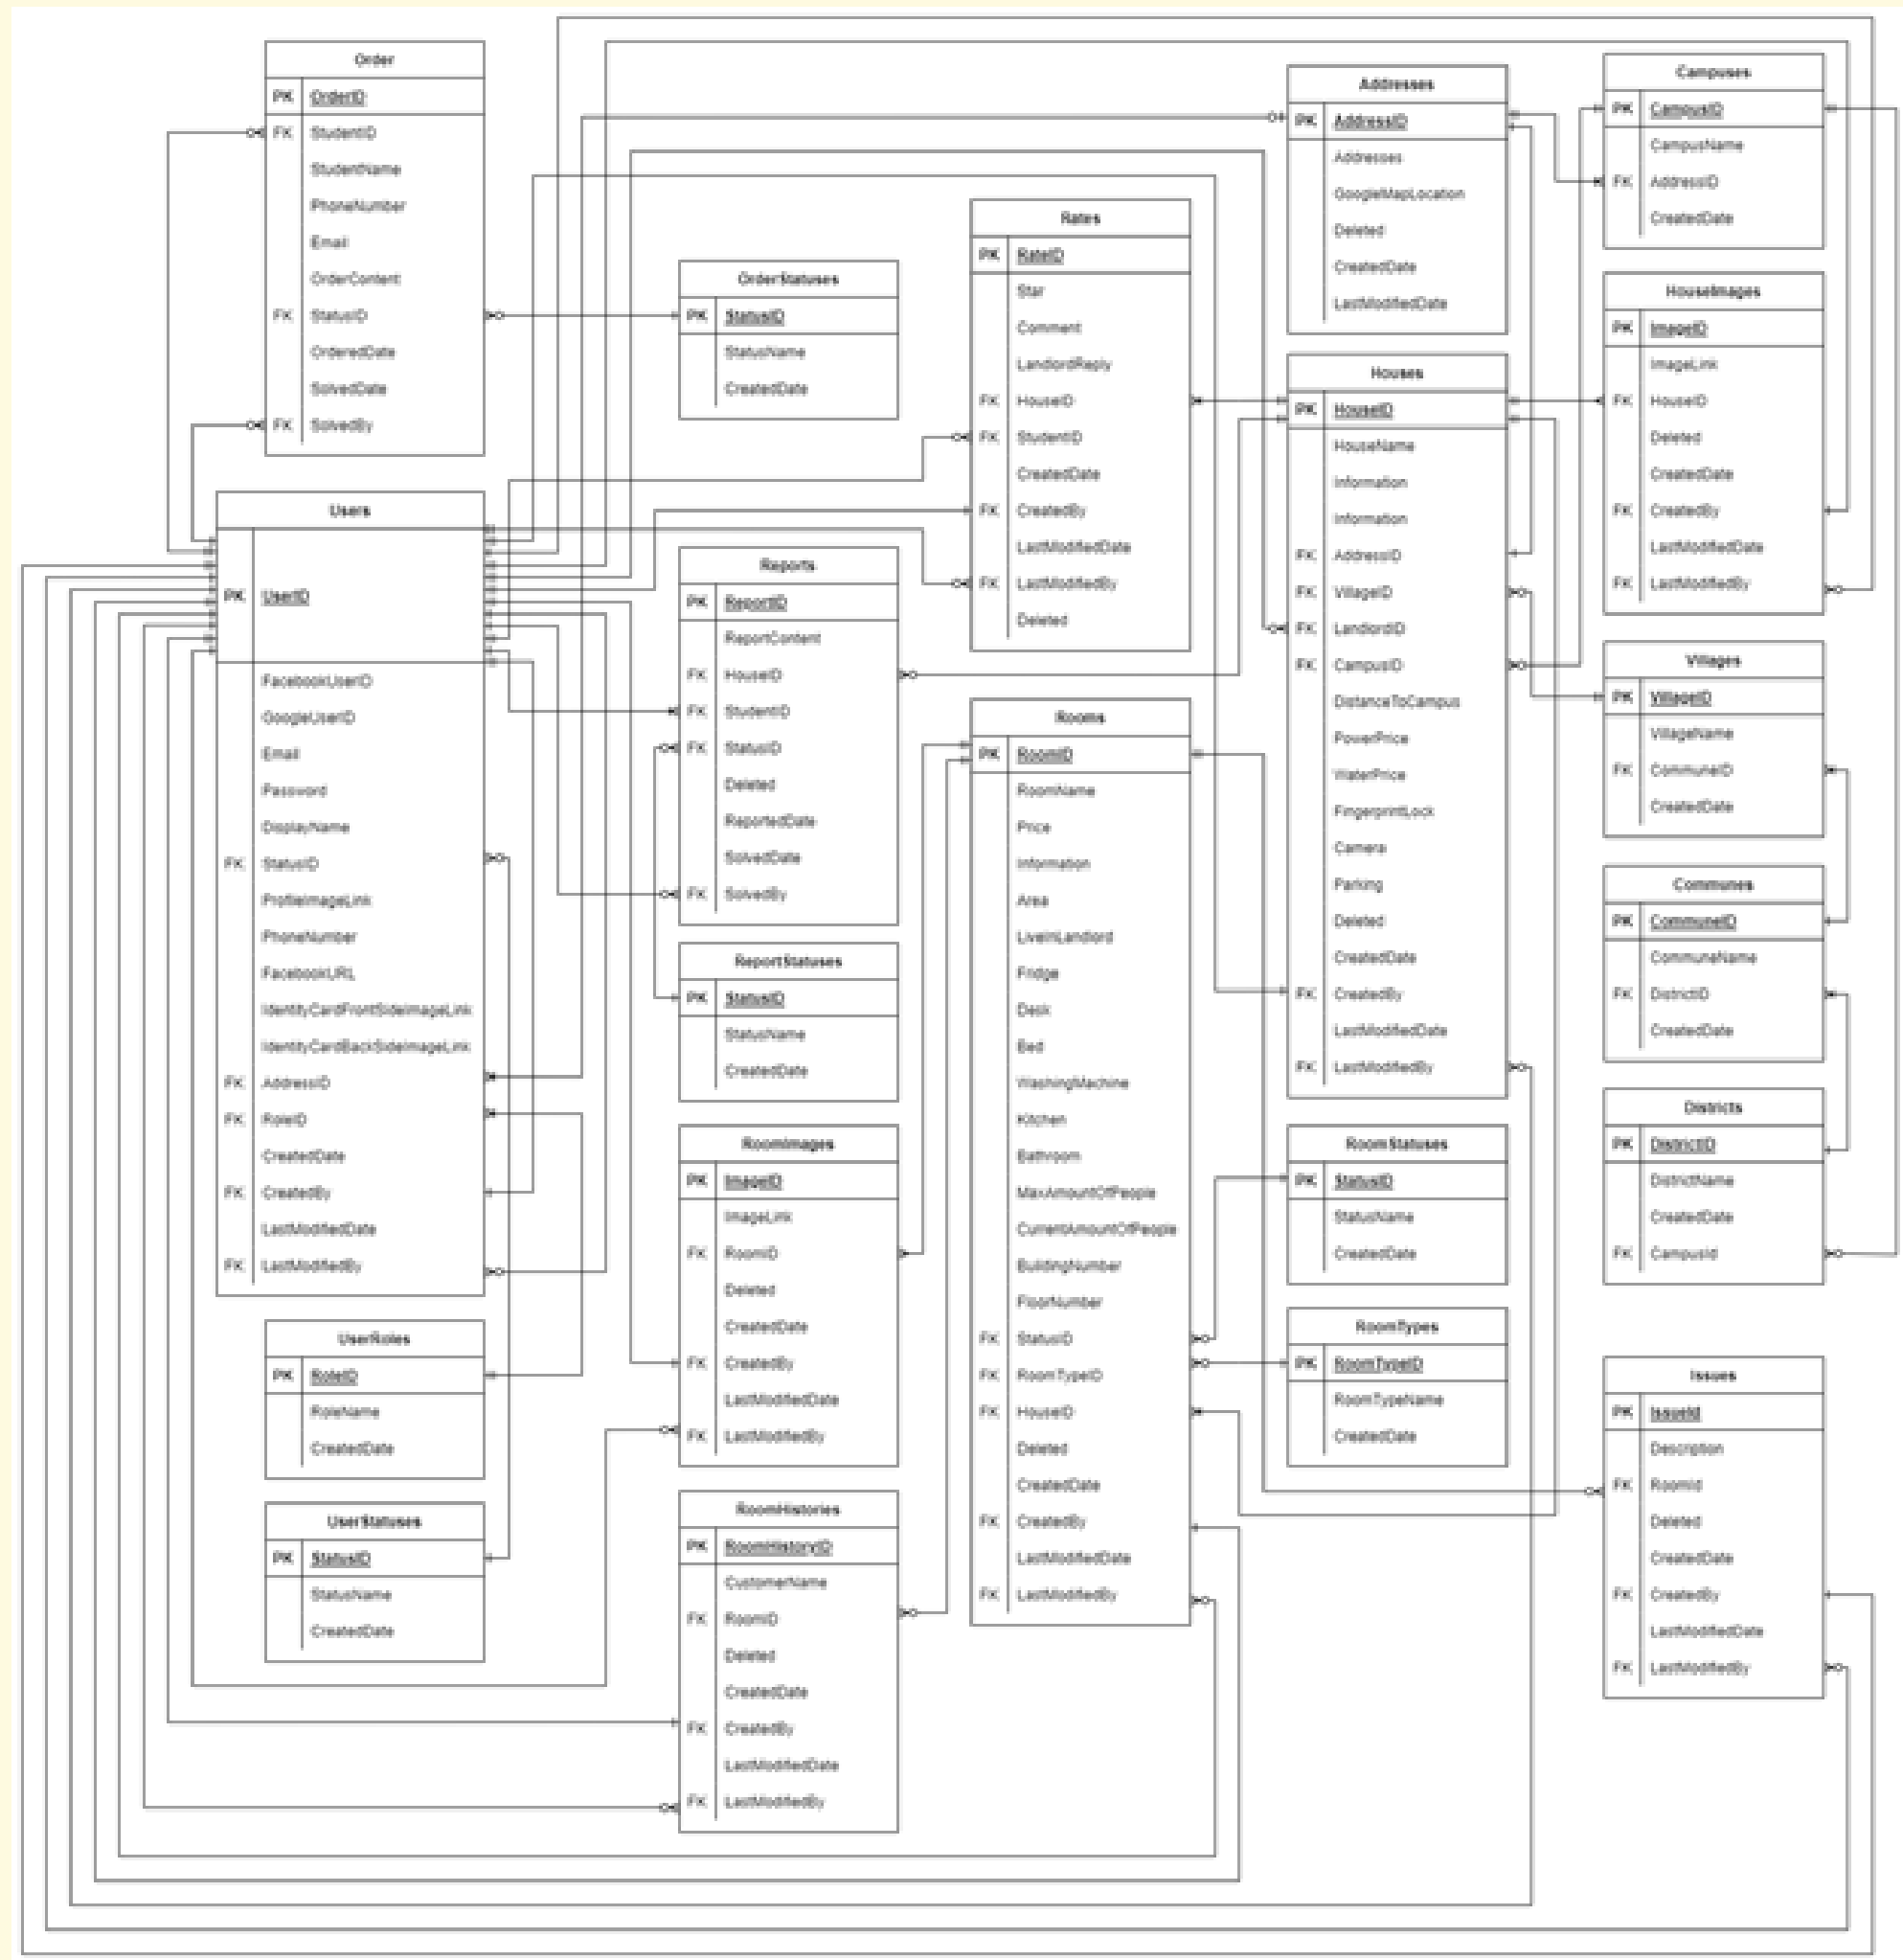 Order
PK OrderID
FK StudentID
StudentName
PhoneNumber
Email
OrderContent
FK StatusID
OrderedDate
SolvedDate
FK SolvedBy
Users
PK UserID
FacebookUserID
GoogleUserID
Email
Password
DisplayName
FK StatusID
ProfileImageLink
PhoneNumber
FacebookURL
IdentityCardFrontSideImageLink
IdentityCardBackSideImageLink
FK AddressID
FK RoleID
CreatedDate
FK CreatedBy
LastModifiedDate
FK LastModifiedBy
UserRoles
PK RoleID
RoleName
CreatedDate
UserStatuses
PK StatusID
StatusName
CreatedDate
OrderStatuses
PK StatusID
StatusName
CreatedDate
Reports
PK ReportID
ReportContent
FK HouseID
FK StudentID
FK StatusID
Deleted
ReportedDate
SolvedDate
FK SolvedBy
ReportStatuses
PK StatusID
StatusName
CreatedDate
RoomImages
PK ImageID
ImageLink
FK RoomID
Deleted
CreatedDate
FK CreatedBy
LastModifiedDate
FK LastModifiedBy
RoomHistories
PK RoomHistoryID
CustomerName
FK RoomID
Deleted
CreatedDate
FK CreatedBy
LastModifiedDate
FK LastModifiedBy
Rates
PK RateID
Star
Comment
LandlordReply
FK HouseID
FK StudentID
CreatedDate
FK CreatedBy
LastModifiedDate
FK LastModifiedBy
Deleted
Rooms
PK RoomID
RoomName
Price
Information
Area
LiveInLandlord
Fridge
Desk
Bed
WashingMachine
Kitchen
Bathroom
MaxAmountOfPeople
CurrentAmountOfPeople
BuildingNumber
FloorNumber
FK StatusID
FK RoomTypeID
FK HouseID
Deleted
CreatedDate
FK CreatedBy
LastModifiedDate
FK LastModifiedBy
Addresses
PK AddressID
Addresses
GoogleMapLocation
Deleted
CreatedDate
LastModifiedDate
Houses
PK HouseID
HouseName
Information
Information
FK AddressID
FK VillageID
FK LandlordID
FK CampusID
DistanceToCampus
PowerPrice
WaterPrice
FingerprintLock
Camera
Parking
Deleted
CreatedDate
FK CreatedBy
LastModifiedDate
FK LastModifiedBy
RoomStatuses
PK StatusID
StatusName
CreatedDate
RoomTypes
PK RoomTypeID
RoomTypeName
CreatedDate
Campuses
PK CampusID
CampusName
FK AddressID
CreatedDate
HouseImages
PK ImageID
ImageLink
FK HouseID
Deleted
CreatedDate
FK CreatedBy
LastModifiedDate
FK LastModifiedBy
Villages
PK VillageID
VillageName
FK CommuneID
CreatedDate
Communes
PK CommuneID
CommuneName
FK DistrictID
CreatedDate
Districts
PK DistrictID
DistrictName
CreatedDate
FK CampusId
Issues
PK IssueId
Description
FK RoomId
Deleted
CreatedDate
FK CreatedBy
LastModifiedDate
FK LastModifiedBy